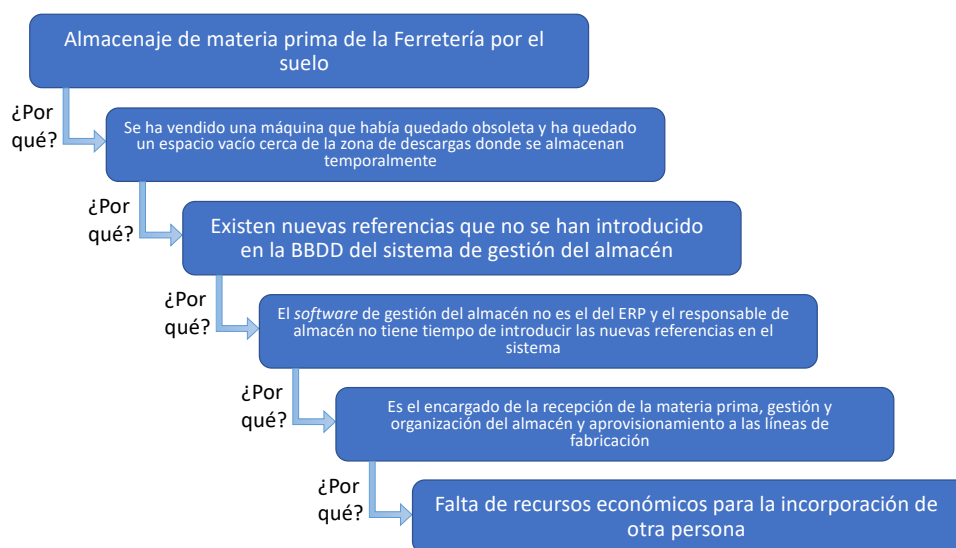 Almacenaje de materia prima de la Ferretería por el
suelo
¿Por
qué?
Se ha vendido una máquina que había quedado obsoleta y ha quedado
un espacio vacío cerca de la zona de descargas donde se almacenan
temporalmente
¿Por
qué?
Existen nuevas referencias que no se han introducido
en la BBDD del sistema de gestión del almacén
¿Por
qué?
El software de gestión del almacén no es el del ERP y el responsable de
almacén no tiene tiempo de introducir las nuevas referencias en el
sistema
¿Por
qué?
Es el encargado de la recepción de la materia prima, gestión y
organización del almacén y aprovisionamiento a las líneas de
fabricación
¿Por
qué?
Falta de recursos económicos para la incorporación de
otra persona